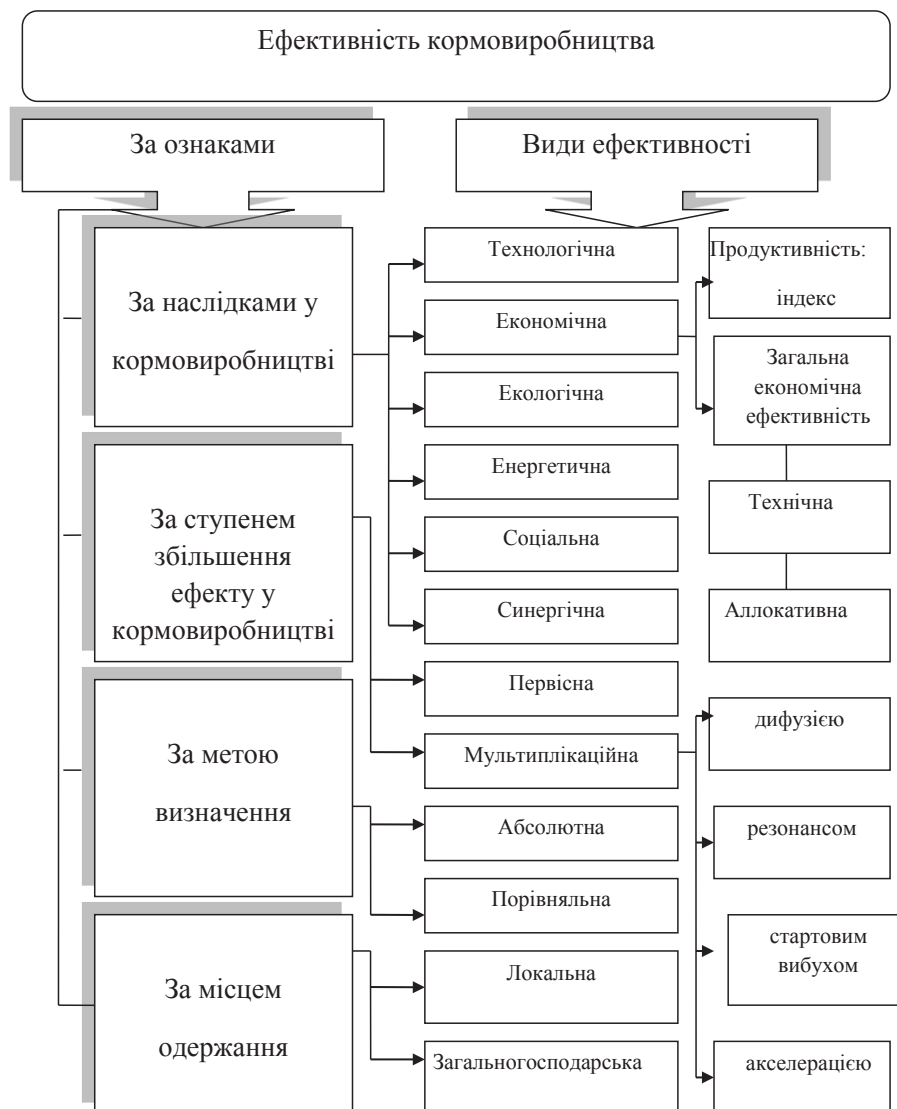 Ефективність кормовиробництва
За ознаками
Види ефективності
За наслідками у
кормовиробництві
За ступенем
збільшення
ефекту у
кормовиробництві
За метою
визначення
За місцем
одержання
Технологічна
Економічна
Екологічна
Енергетична
Соціальна
Синергічна
Первісна
Мультиплікаційна
Абсолютна
Порівняльна
Локальна
Загальногосподарська
Продуктивність:
індекс
Загальна
економічна
ефективність
Технічна
Аллокативна
дифузією
резонансом
стартовим
вибухом
акселерацією